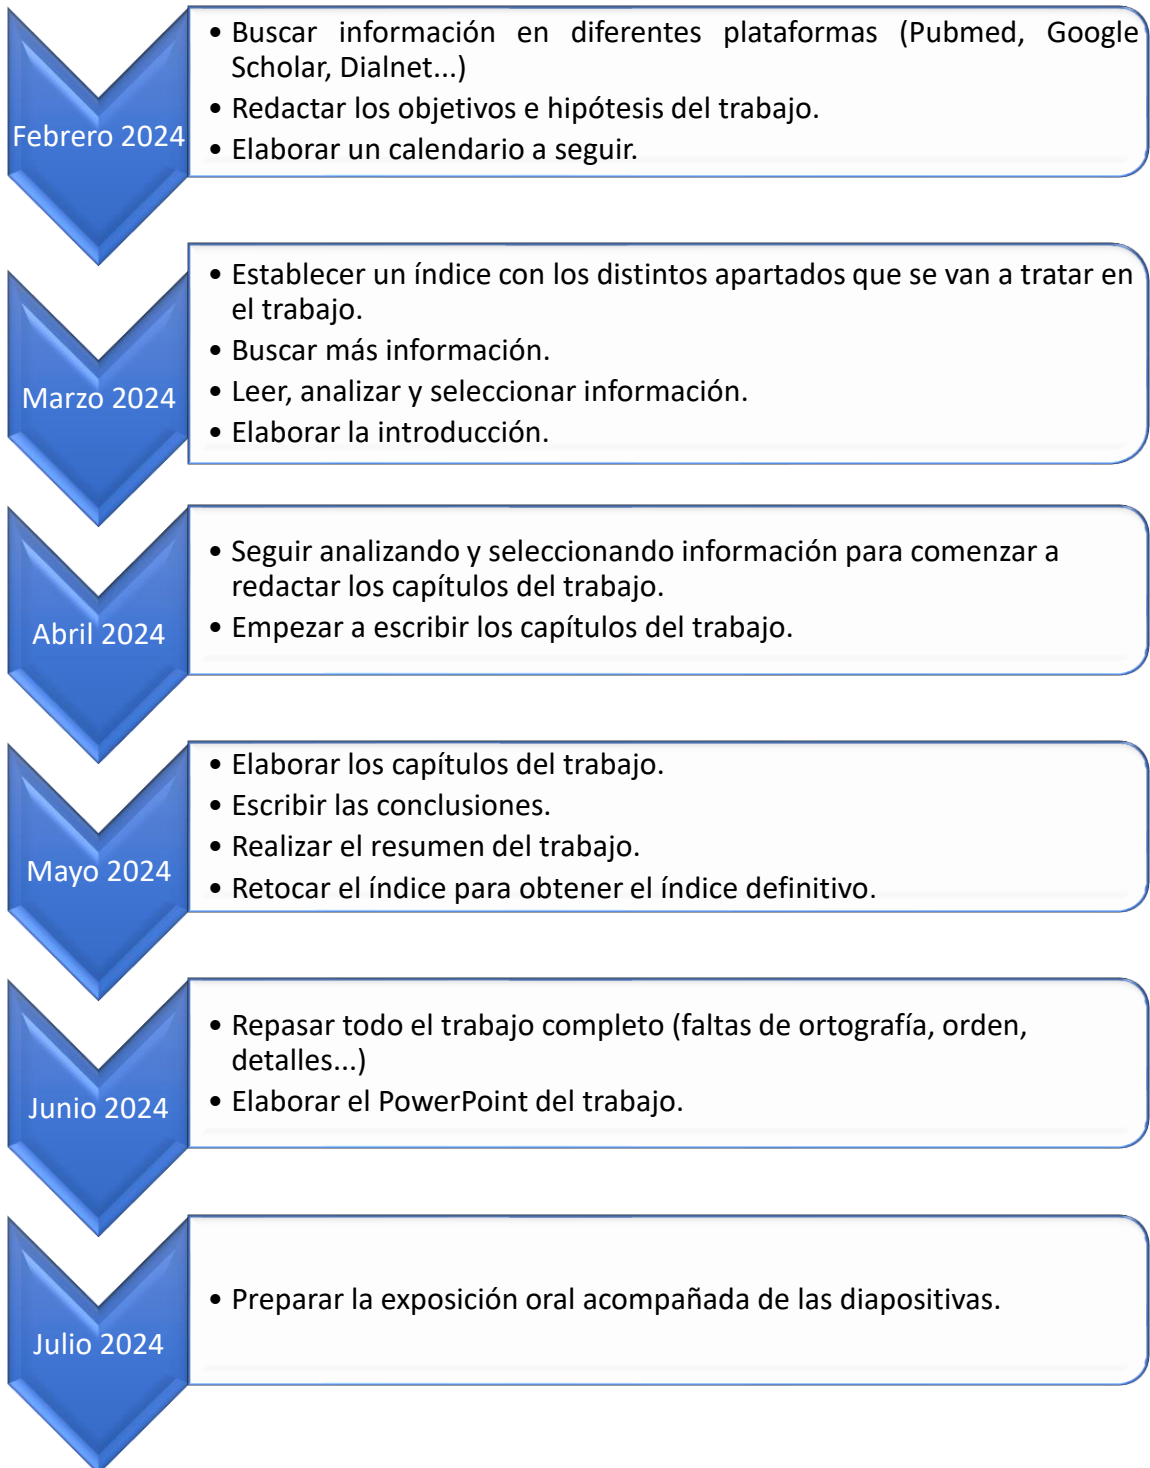 Febrero 2024
• Buscar información en diferentes plataformas (Pubmed, Google
Scholar, Dialnet...)
• Redactar los objetivos e hipótesis del trabajo.
• Elaborar un calendario a seguir.
Marzo 2024
• Establecer un índice con los distintos apartados que se van a tratar en
el trabajo.
• Buscar más información.
• Leer, analizar y seleccionar información.
• Elaborar la introducción.
Abril 2024
• Seguir analizando y seleccionando información para comenzar a
redactar los capítulos del trabajo.
• Empezar a escribir los capítulos del trabajo.
Mayo 2024
• Elaborar los capítulos del trabajo.
• Escribir las conclusiones.
• Realizar el resumen del trabajo.
• Retocar el índice para obtener el índice definitivo.
Junio 2024
• Repasar todo el trabajo completo (faltas de ortografía, orden,
detalles...)
• Elaborar el PowerPoint del trabajo.
Julio 2024
• Preparar la exposición oral acompañada de las diapositivas.